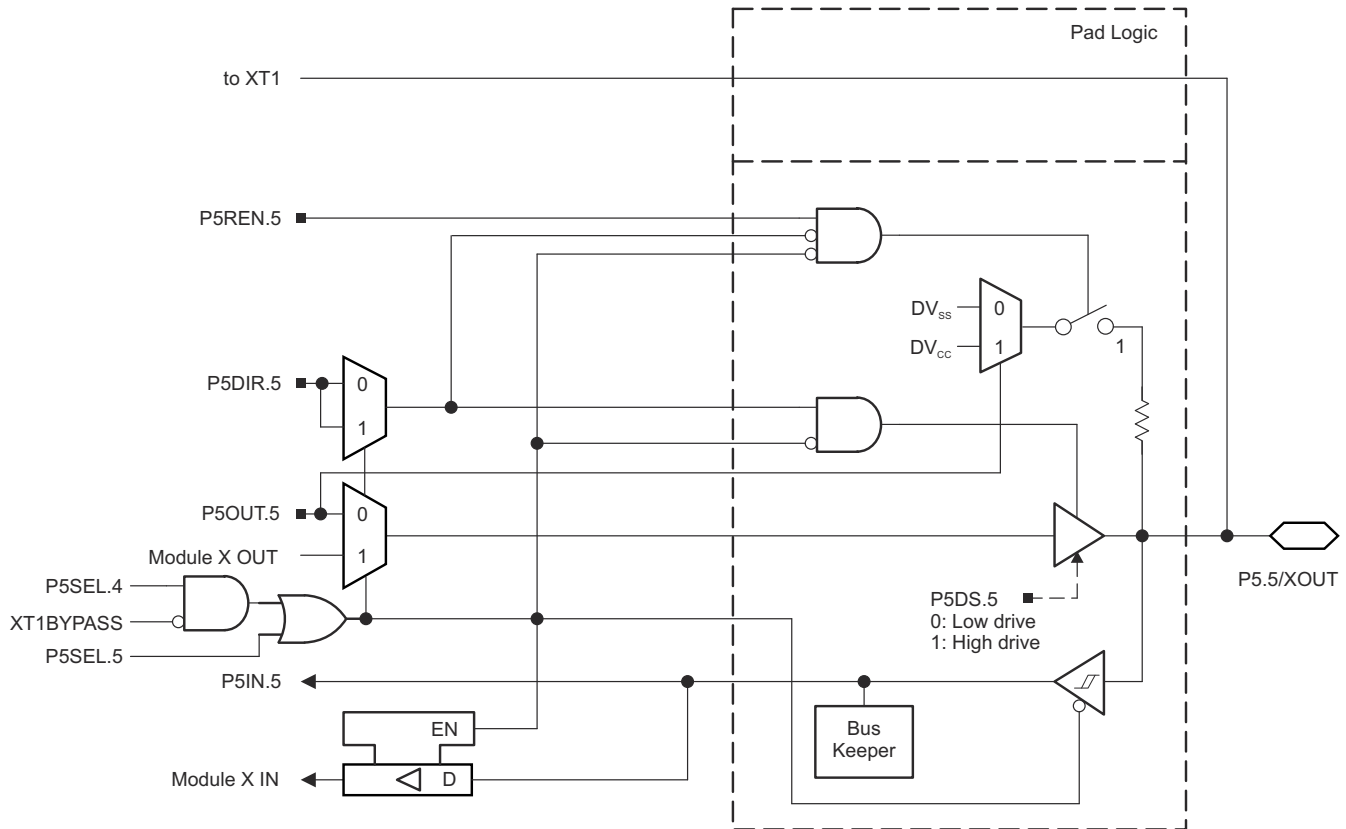 Pad Logic
to XT1
P5REN.5
DVSS
0
DVCC
1
1
P5DIR.5
0
1
P5OUT.5
0
Module X OUT
1
P5SEL.4
XT1BYPASS
P5SEL.5
P5.5/XOUT
P5DS.5
0: Low drive
1: High drive
P5IN.5
Bus
Keeper
EN
Module X IN
D